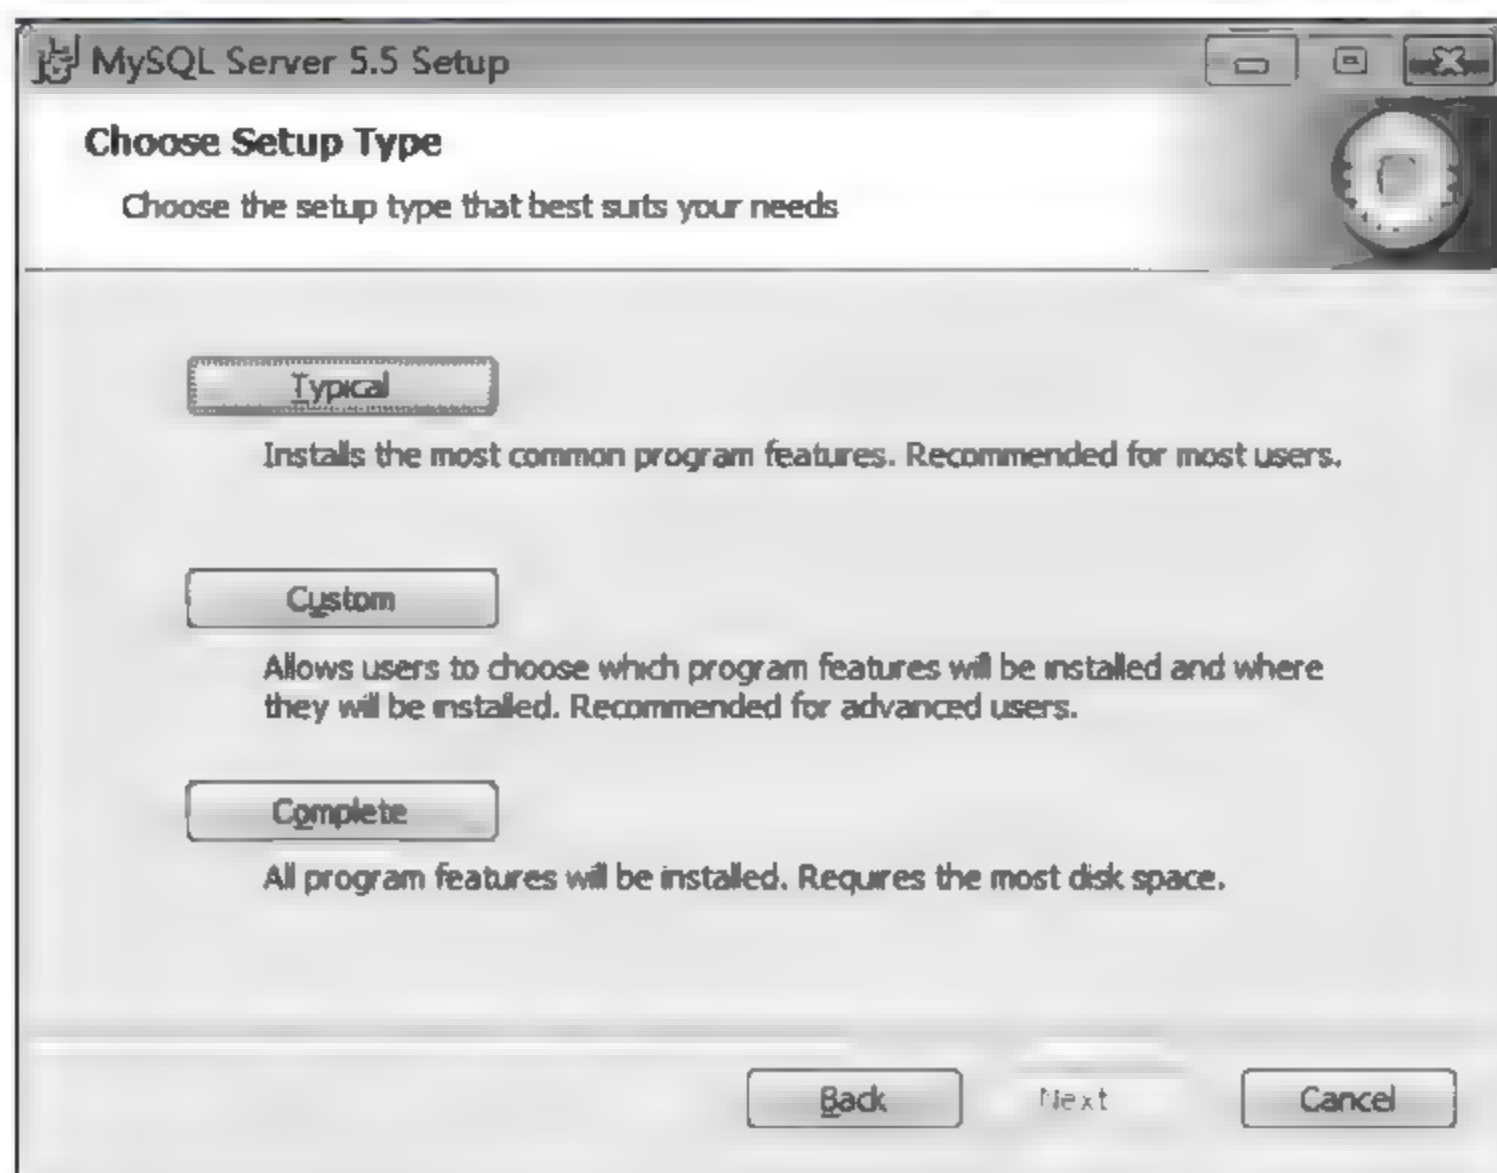 MySQL Server 5.5 Setup
Choose Setup Type
Choose the setup type that best suits your needs
Typical
Installs the most common program features. Recommended for most users.
Custom
Allows users to choose which program features will be installed and where
they will be installed. Recommended for advanced users.
Complete
All program features will be installed. Requires the most disk space.
Back Next Cancel